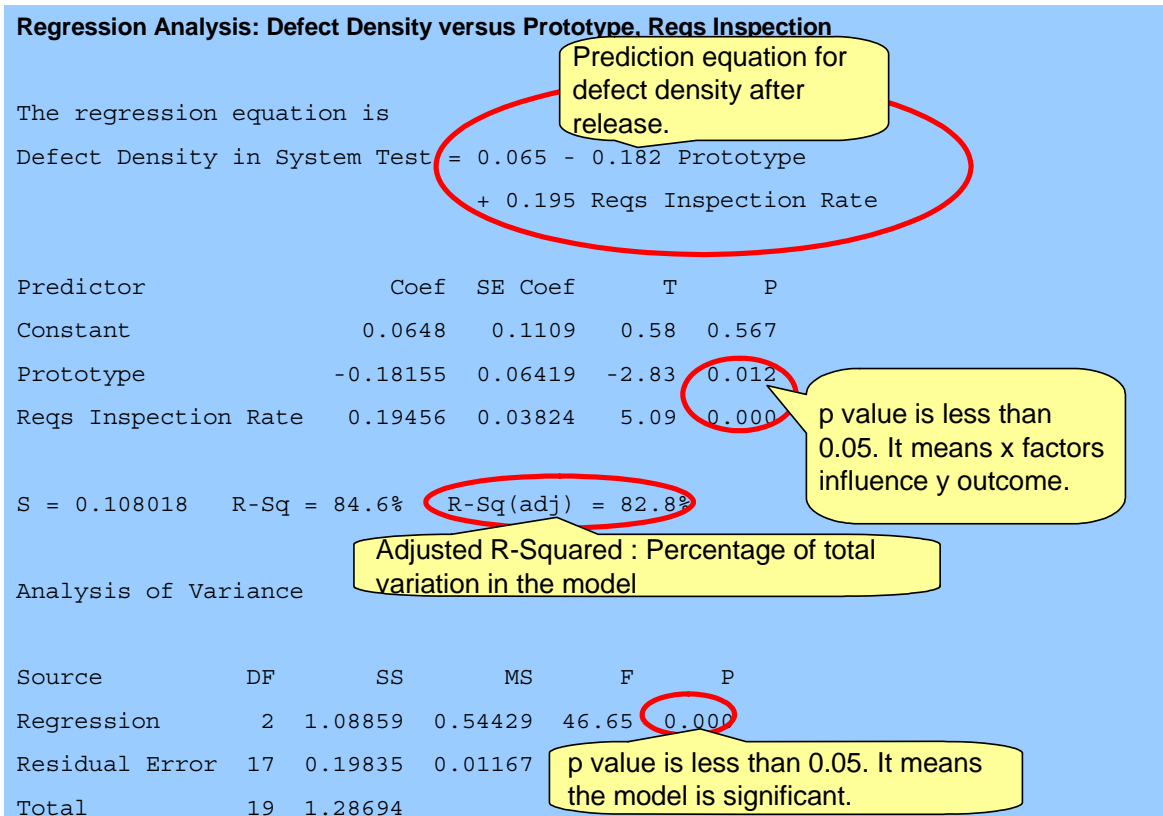 Regression Analysis: Defect Density versus Prototype, Reqs Inspection
Prediction equation for
defect density after
release.
The regression equation is
Defect Density in System Test = 0.065 - 0.182 Prototype
+ 0.195 Reqs Inspection Rate
Predictor Coef SE Coef T P
Constant 0.0648 0.1109 0.58 0.567
Prototype -0.18155 0.06419 -2.83 0.012
Reqs Inspection Rate 0.19456 0.03824 5.09 0.000
p value is less than
0.05. It means x factors
influence y outcome.
S = 0.108018 R-Sq = 84.6% R-Sq(adj) = 82.8%
Adjusted R-Squared : Percentage of total
variation in the model
Analysis of Variance
Source DF SS MS F P
Regression 2 1.08859 0.54429 46.65 0.000
Residual Error 17 0.19835 0.01167
Total 19 1.28694
p value is less than 0.05. It means
the model is significant.